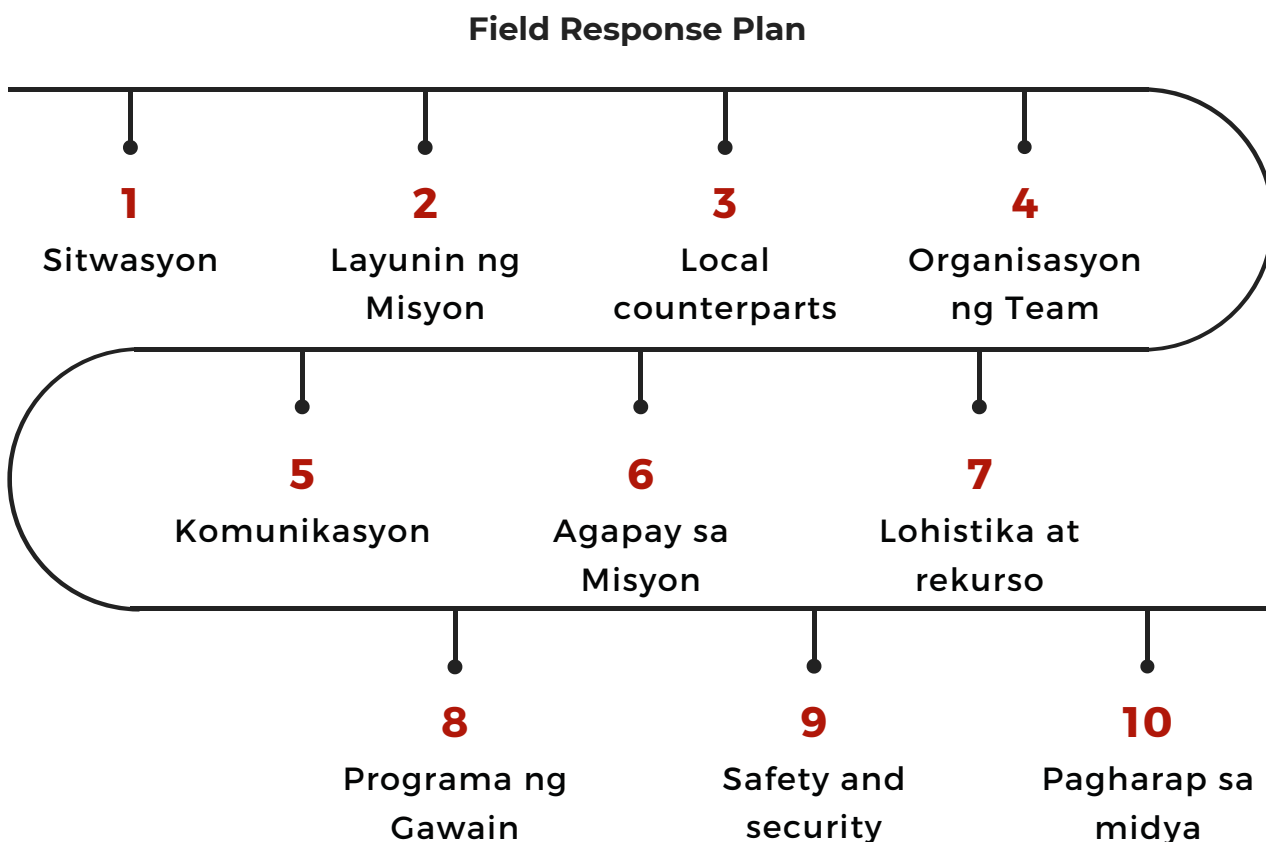 Field Response Plan
1
2
3
4
Sitwasyon
Layunin ng
Misyon
Local
counterparts
Organisasyon
ng Team
5
6
7
Komunikasyon
Agapay sa
Misyon
Lohistika at
rekurso
8
9
10
Programa ng
Gawain
Safety and
security
Pagharap sa
midya